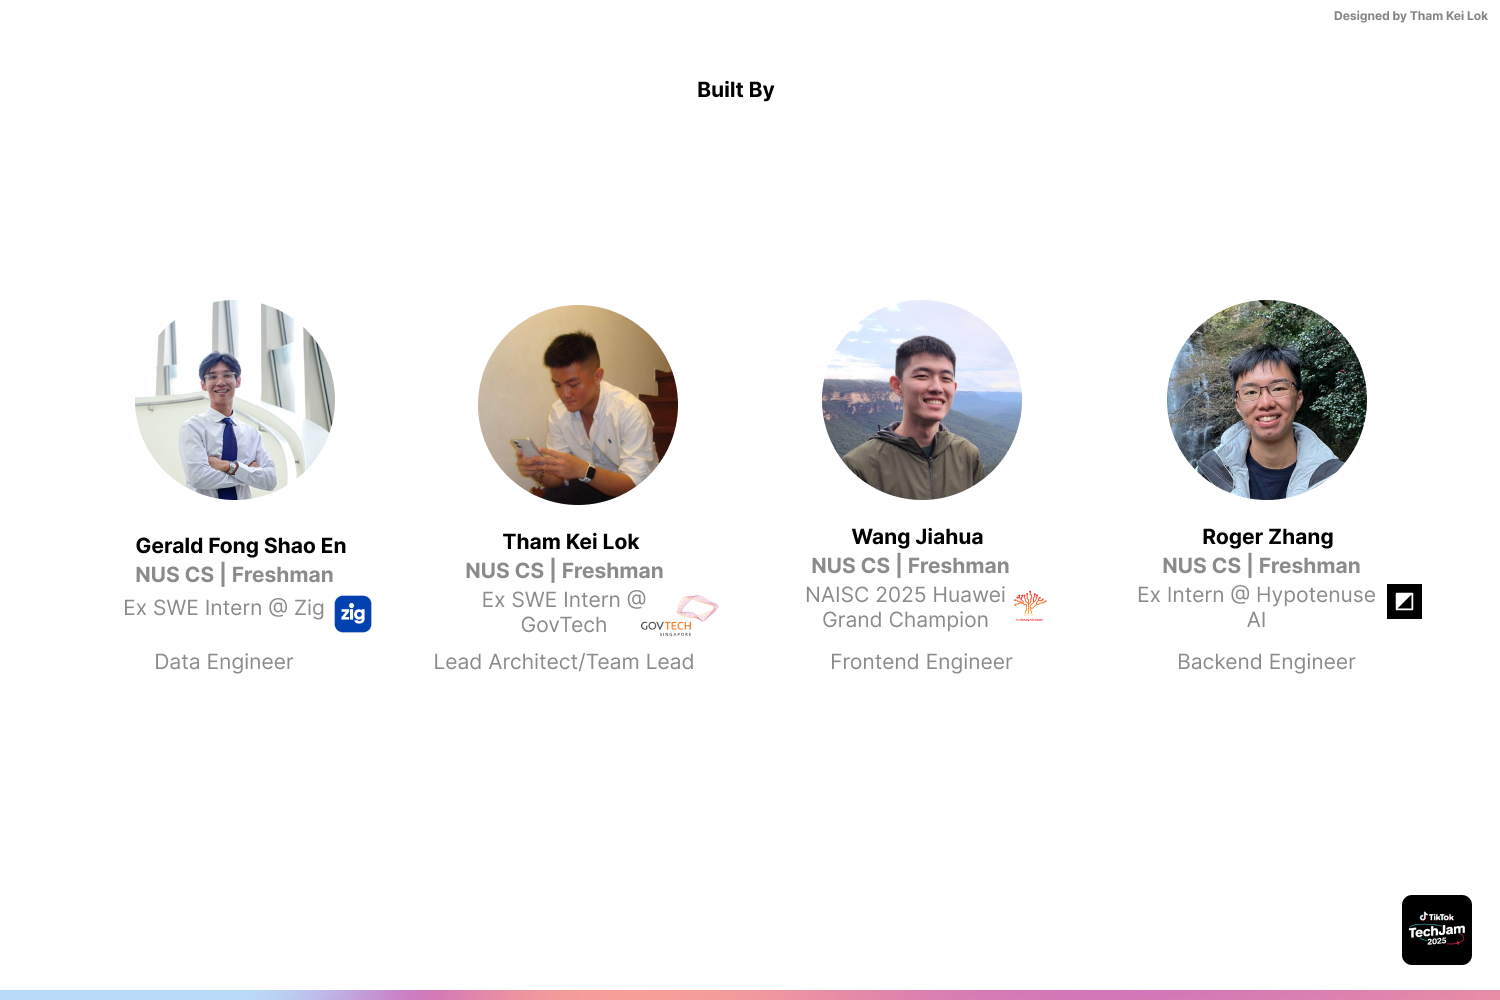 Designed by Tham Kei Lok
Built By
Gerald Fong Shao En
NUS CS | Freshman
Ex SWE Intern @ Zig
zig
Data Engineer
Tham Kei Lok
NUS CS | Freshman
Ex SWE Intern @
GovTech
GOVTECH
SINGAPORE
Lead Architect/Team Lead
Wang Jiahua
NUS CS | Freshman
NAISC 2025 Huawei
Grand Champion
Frontend Engineer
Roger Zhang
NUS CS | Freshman
Ex Intern @ Hypotenuse
AI
Backend Engineer
TikTok
TechJam
2025